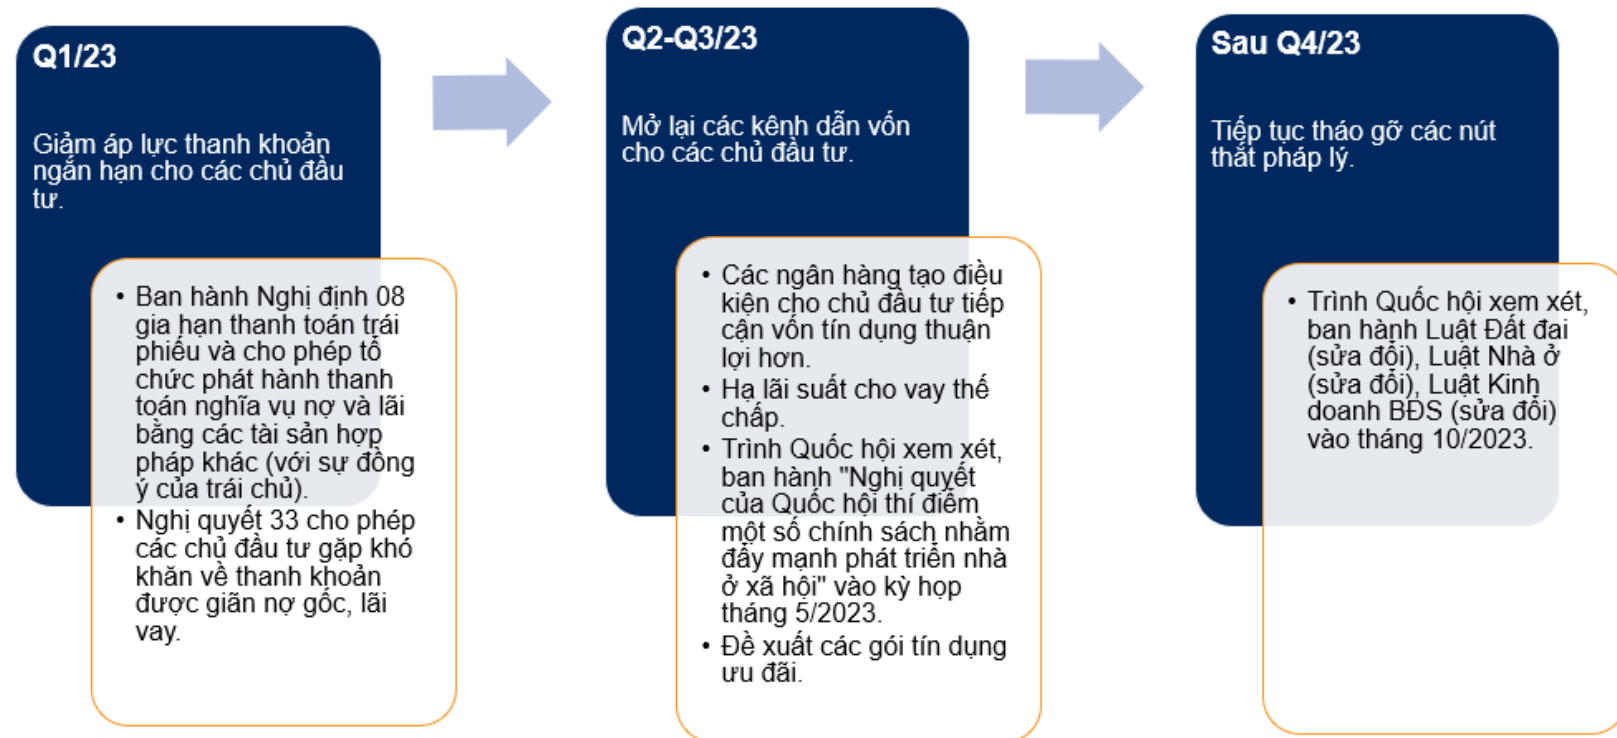 Q1/23
Giảm áp lực thanh khoản
ngắn hạn cho các chủ đầu
tư.
• Ban hành Nghị định 08
gia hạn thanh toán trái
phiếu và cho phép tổ
chức phát hành thanh
toán nghĩa vụ nợ và lãi
bằng các tài sản hợp
pháp khác (với sự đồng
ý của trái chủ).
• Nghị quyết 33 cho phép
các chủ đầu tư gặp khó
khăn về thanh khoản
được giãn nợ gốc, lãi
vay.
Q2-Q3/23
Mở lại các kênh dẫn vốn
cho các chủ đầu tư.
• Các ngân hàng tạo điều
kiện cho chủ đầu tư tiếp
cận vốn tín dụng thuận
lợi hơn.
• Hạ lãi suất cho vay thế
chấp.
• Trình Quốc hội xem xét,
ban hành "Nghị quyết
của Quốc hội thí điểm
một số chính sách nhằm
đẩy mạnh phát triển nhà
ở xã hội" vào kỳ họp
tháng 5/2023.
• Đề xuất các gói tín dụng
ưu đãi.
Sau Q4/23
Tiếp tục tháo gỡ các nút
thắt pháp lý.
• Trình Quốc hội xem xét,
ban hành Luật Đất đai
(sửa đổi), Luật Nhà ở
(sửa đổi), Luật Kinh
doanh BĐS (sửa đổi)
vào tháng 10/2023.